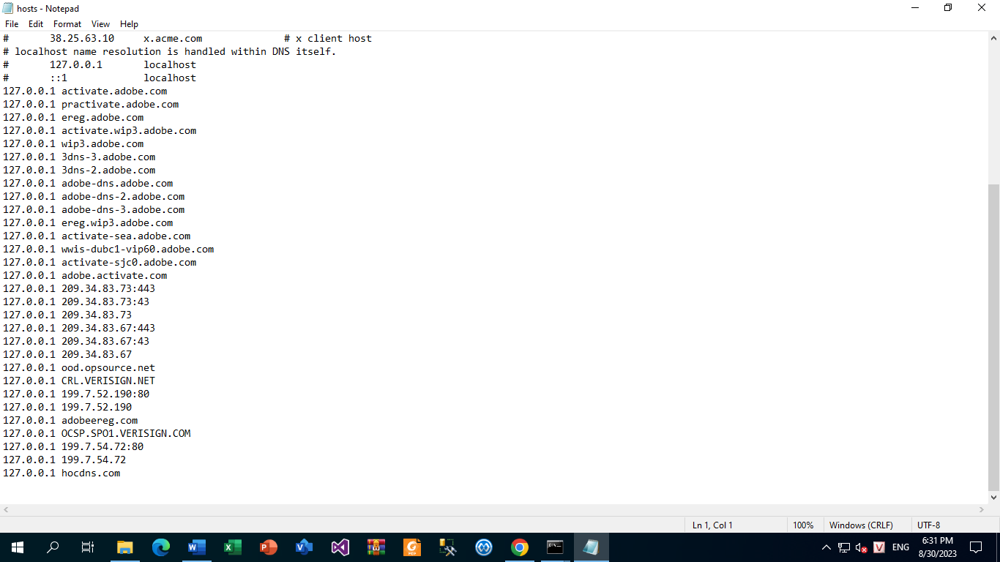 hosts - Notepad
File Edit Format View Help
# 38.25.63.10 x.acme.com # x client host
# localhost name resolution is handled within DNS itself.
# 127.0.0.1 localhost
# ::1 localhost
127.0.0.1 activate.adobe.com
127.0.0.1 practivate.adobe.com
127.0.0.1 ereg.adobe.com
127.0.0.1 activate.wip3.adobe.com
127.0.0.1 wip3.adobe.com
127.0.0.1 3dns-3.adobe.com
127.0.0.1 3dns-2.adobe.com
127.0.0.1 adobe-dns.adobe.com
127.0.0.1 adobe-dns-2.adobe.com
127.0.0.1 adobe-dns-3.adobe.com
127.0.0.1 ereg.wip3.adobe.com
127.0.0.1 activate-sea.adobe.com
127.0.0.1 wwis-dubc1-vip60.adobe.com
127.0.0.1 activate-sjc0.adobe.com
127.0.0.1 adobe.activate.com
127.0.0.1 209.34.83.73:443
127.0.0.1 209.34.83.73:43
127.0.0.1 209.34.83.73
127.0.0.1 209.34.83.67:443
127.0.0.1 209.34.83.67:43
127.0.0.1 209.34.83.67
127.0.0.1 ood.opsource.net
127.0.0.1 CRL.VERISIGN.NET
127.0.0.1 199.7.52.190:80
127.0.0.1 199.7.52.190
127.0.0.1 adobeereg.com
127.0.0.1 OCSP.SPO1.VERISIGN.COM
127.0.0.1 199.7.54.72:80
127.0.0.1 199.7.54.72
127.0.0.1 hocdns.com
Ln 1, Col 1 100% Windows (CRLF) UTF-8
ENG
6:31 PM
8/30/2023